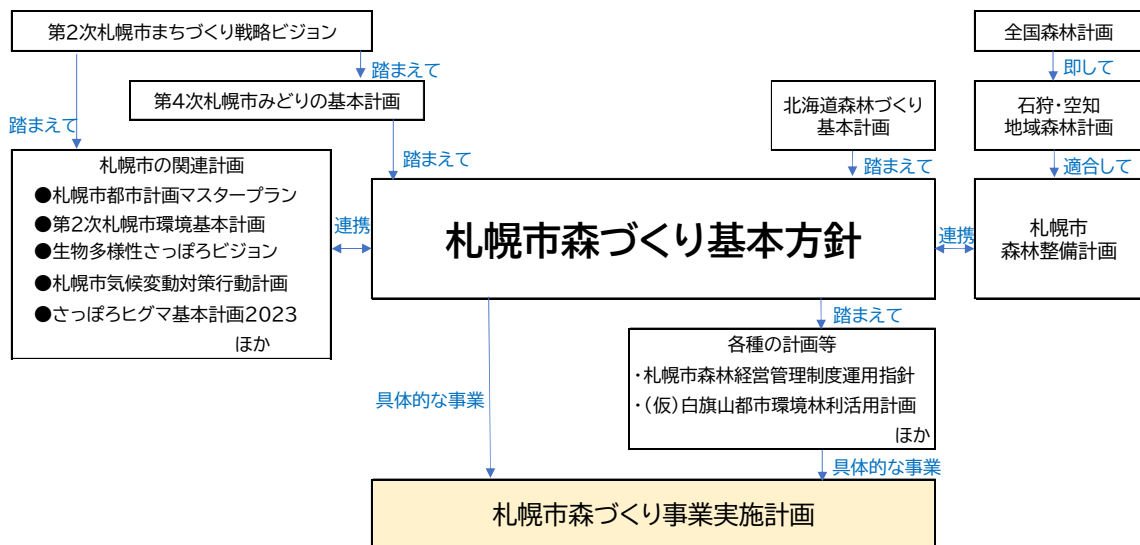 第2次札幌市まちづくり戦略ビジョン
全国森林計画
踏まえて
即して
第4次札幌市みどりの基本計画
北海道森林づくり
基本計画
石狩・空知
地域森林計画
踏まえて
踏まえて
踏まえて
適合して
札幌市の関連計画
●札幌市都市計画マスタープラン
●第2次札幌市環境基本計画
●生物多様性さっぽろビジョン
●札幌市気候変動対策行動計画
●さっぽろヒグマ基本計画2023
ほか
連携
札幌市森づくり基本方針
連携
札幌市
森林整備計画
踏まえて
各種の計画等
・札幌市森林経営管理制度運用指針
・(仮)白旗山都市環境林利活用計画
ほか
具体的な事業
具体的な事業
札幌市森づくり事業実施計画